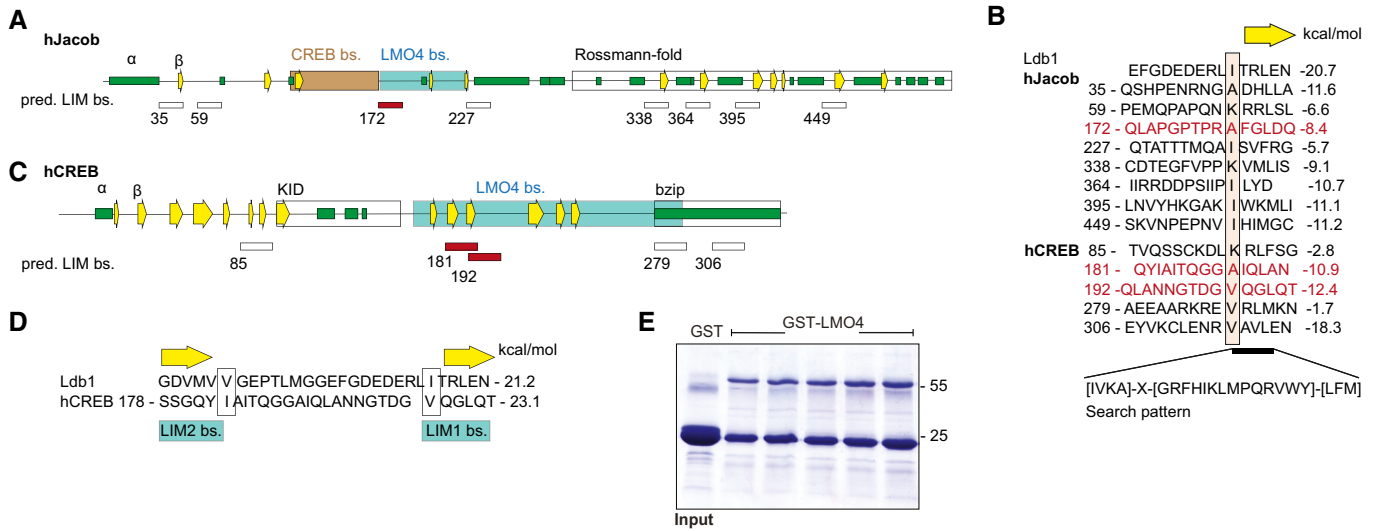 A
hJacob
α
β
CREB bs.
LMO4 bs.
Rossmann-fold
pred. LIM bs.
35
59
172
227
338
364
395
449
B
kcal/mol
Ldb1
EFGDEDERL I TRLEN -20.7
hJacob
35 - QSHPENRNG A DHLLA -11.6
59 - PEMQPAPQN K RRLSL -6.6
172 - QLAPGPTPR A FGLDQ -8.4
227 - QTATTTMQA I SVFRG -5.7
338 - CDTEGFVPP K VMLIS -9.1
364 - IIRRDDPSIIP I LYD -10.7
395 - LNVYHKGAK I WKMLI -11.1
449 - SKVNPEPNV I HIMGC -11.2
hCREB
85 - TVQSSCKDL K RLFSG -2.8
181 - QYIAITQGG A IQLAN -10.9
192 - QLANNGTDG V QGLQT -12.4
279 - AEEAARKRE V RLMKN -1.7
306 - EYVKCLENR V AVLEN -18.3
[IVKA]-X-[GRFHIKLMPQRVWY]-[LFM]
Search pattern
C
hCREB
α
β
KID
LMO4 bs.
bzip
pred. LIM bs.
85
181
192
279
306
D
kcal/mol
Ldb1 GDVMV V GEPTLMGGEFGDEDERL I TRLEN - 21.2
hCREB 178 - SSGQY I AITQGGAIQLANNGTDG V QGLQT - 23.1
LIM2 bs.
LIM1 bs.
E
GST
GST-LMO4
- 55
- 25
Input